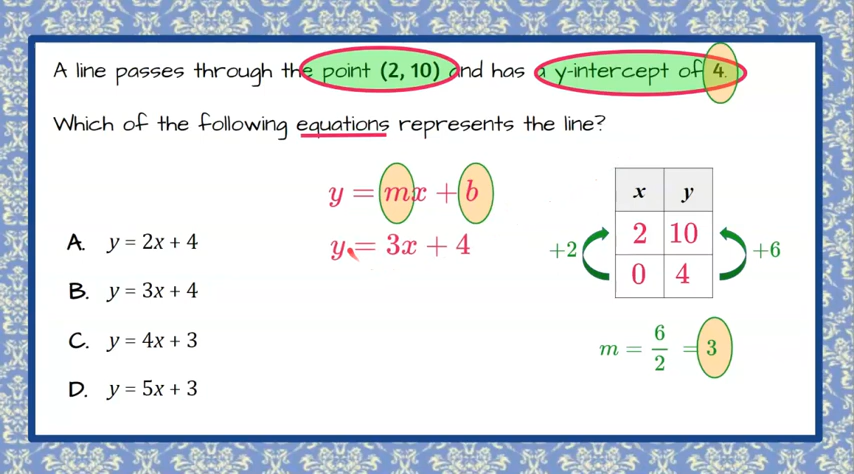 A line passes through the point (2, 10) and has a y-intercept of 4.
Which of the following equations represents the line?
y = mx + b
y = 3x + 4
A. y = 2x + 4
B. y = 3x + 4
C. y = 4x + 3
D. y = 5x + 3
x y
+2 2 10 +6
0 4
m = 6/2 = 3